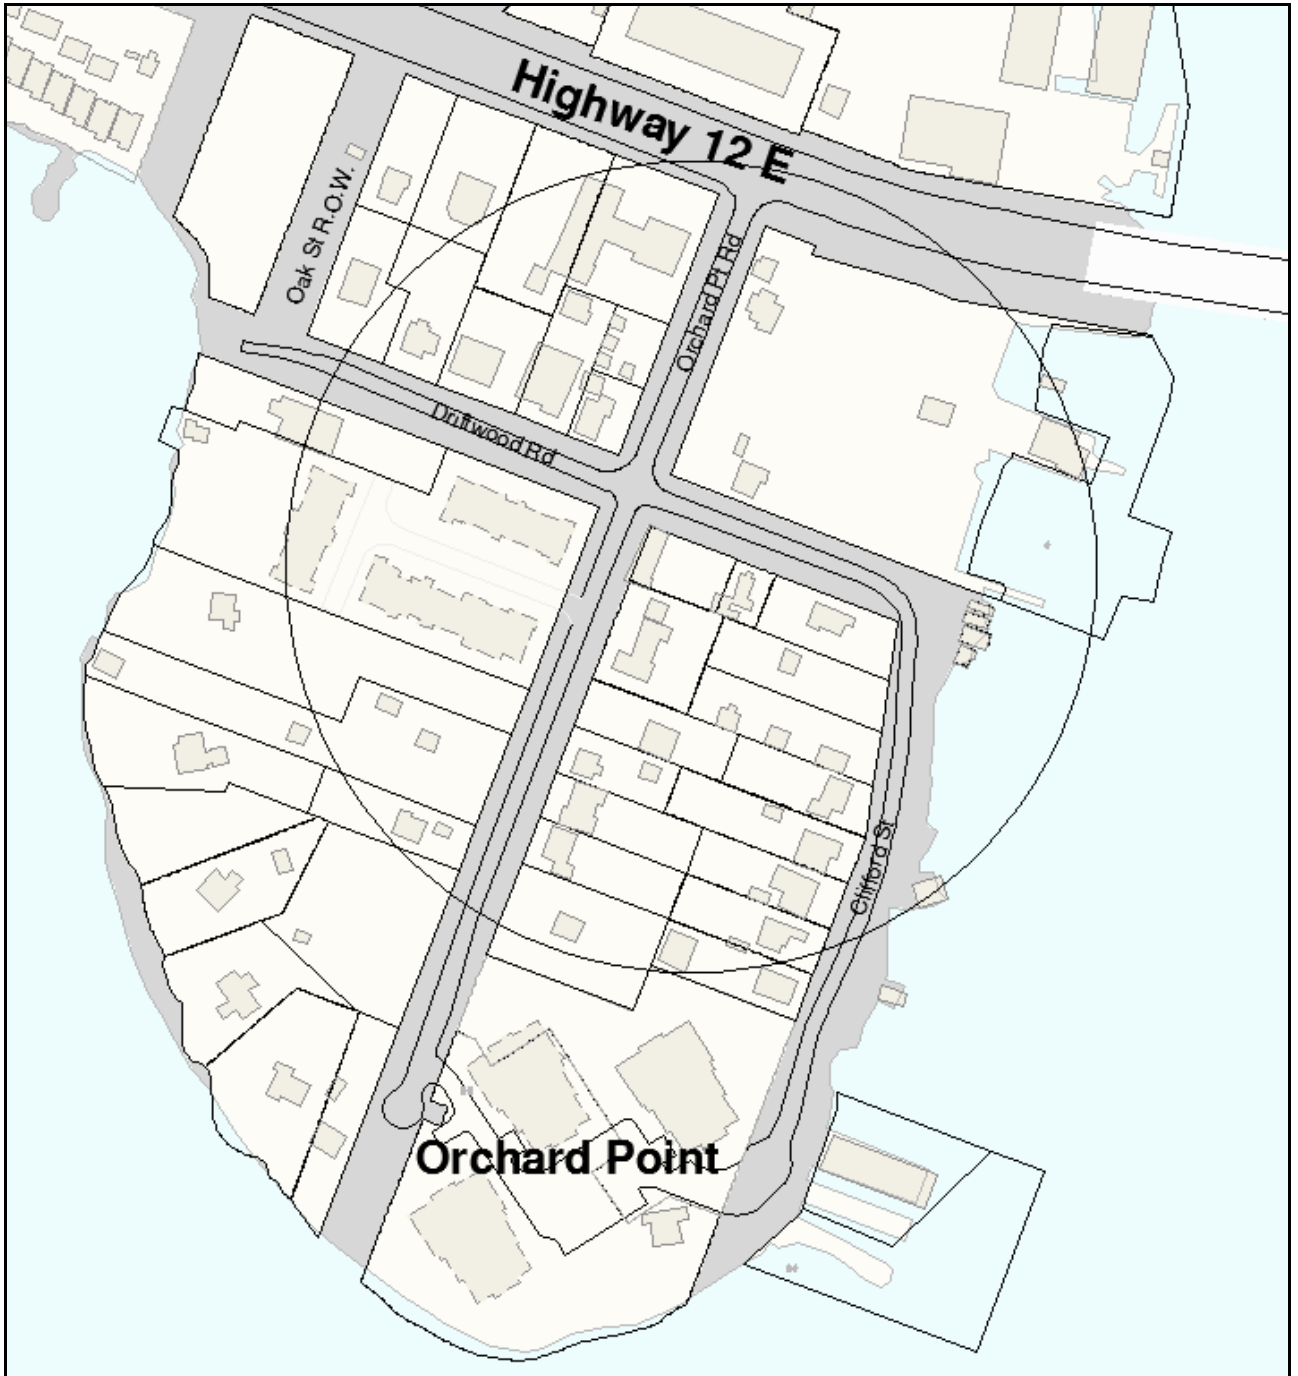 Highway 12 E
Oak St R.O.W.
Orchard Pt Rd
Driftwood Rd
Clifford St
Orchard Point